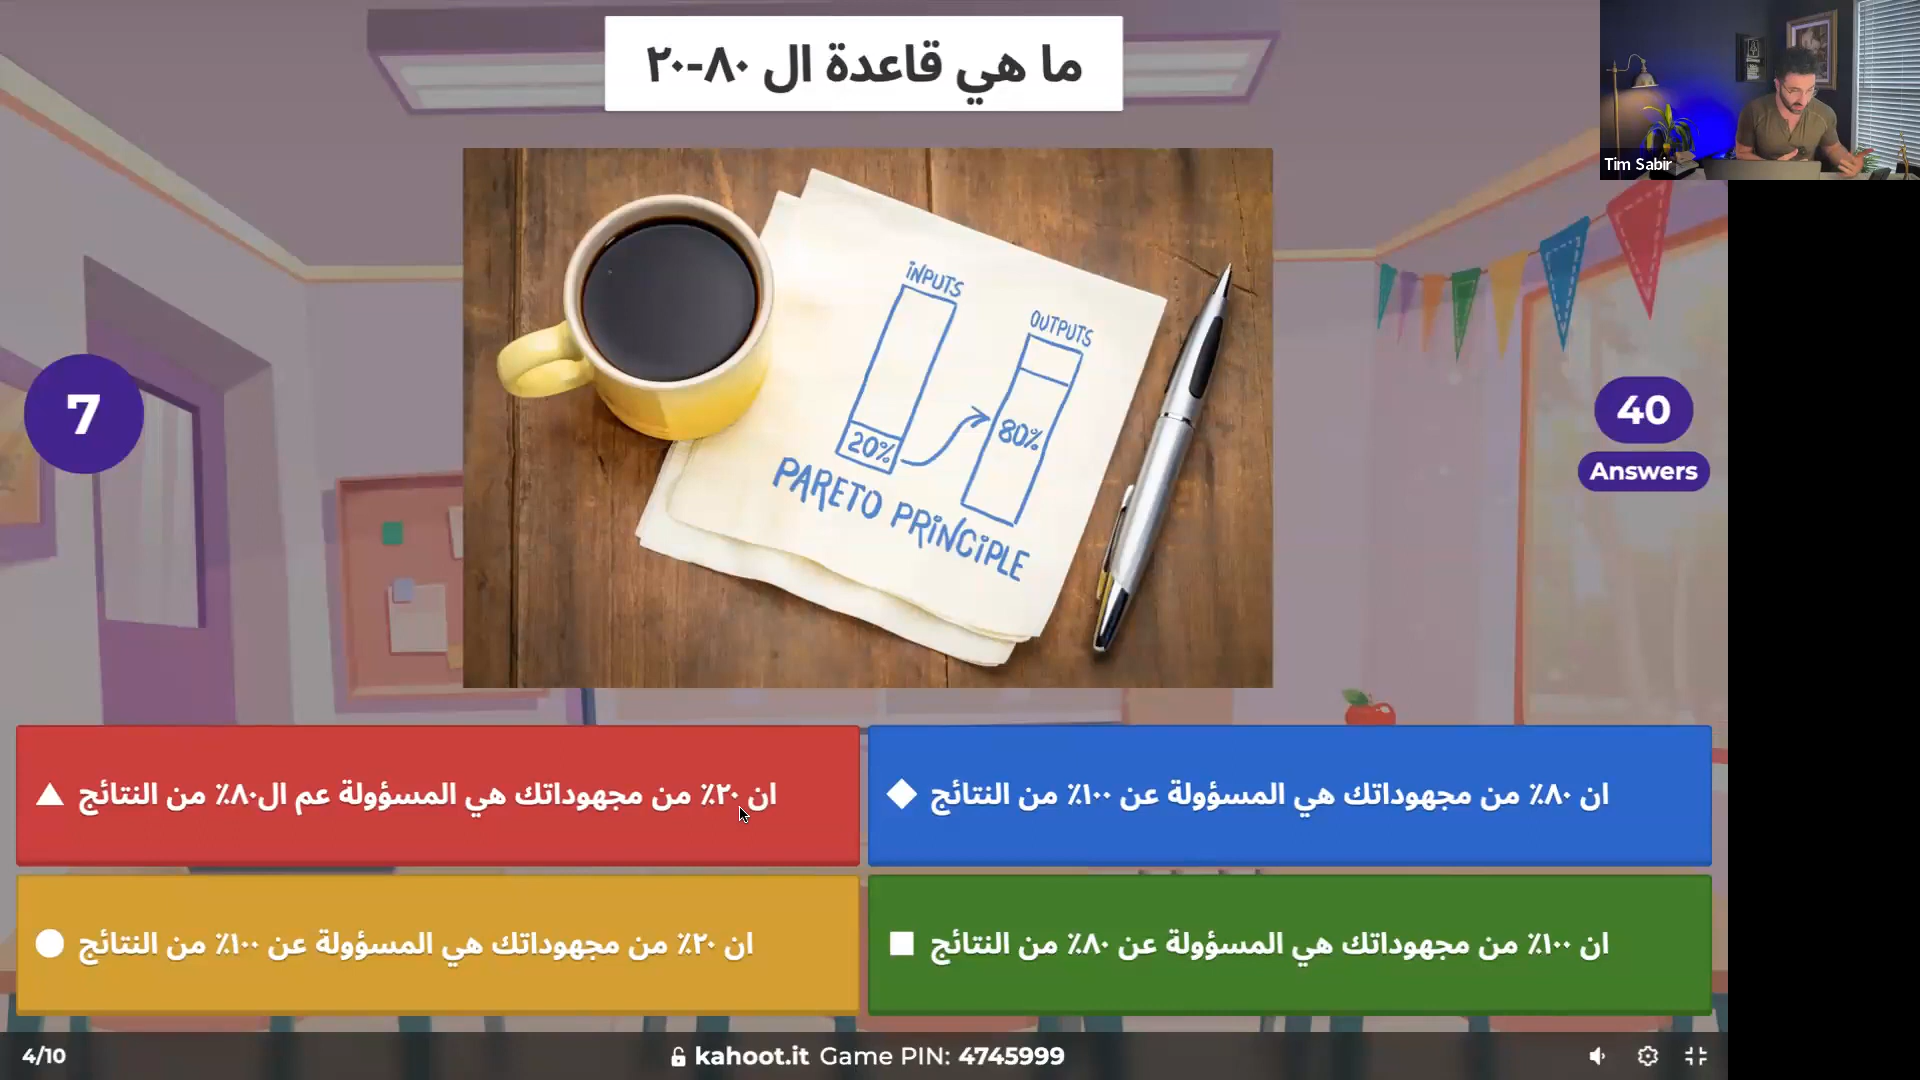 ما هي قاعدة ال ٨٠-٢٠
Tim Sabir
INPUTS
OUTPUTS
20%
80%
PARETO PRINCIPLE
7
40
Answers
ان ٢٠٪ من مجهوداتك هي المسؤولة عم ال٨٠٪ من النتائج
ان ٨٠٪ من مجهوداتك هي المسؤولة عن ١٠٠٪ من النتائج
ان ٢٠٪ من مجهوداتك هي المسؤولة عن ١٠٠٪ من النتائج
ان ١٠٠٪ من مجهوداتك هي المسؤولة عن ٨٠٪ من النتائج
4/10
kahoot.it Game PIN: 4745999